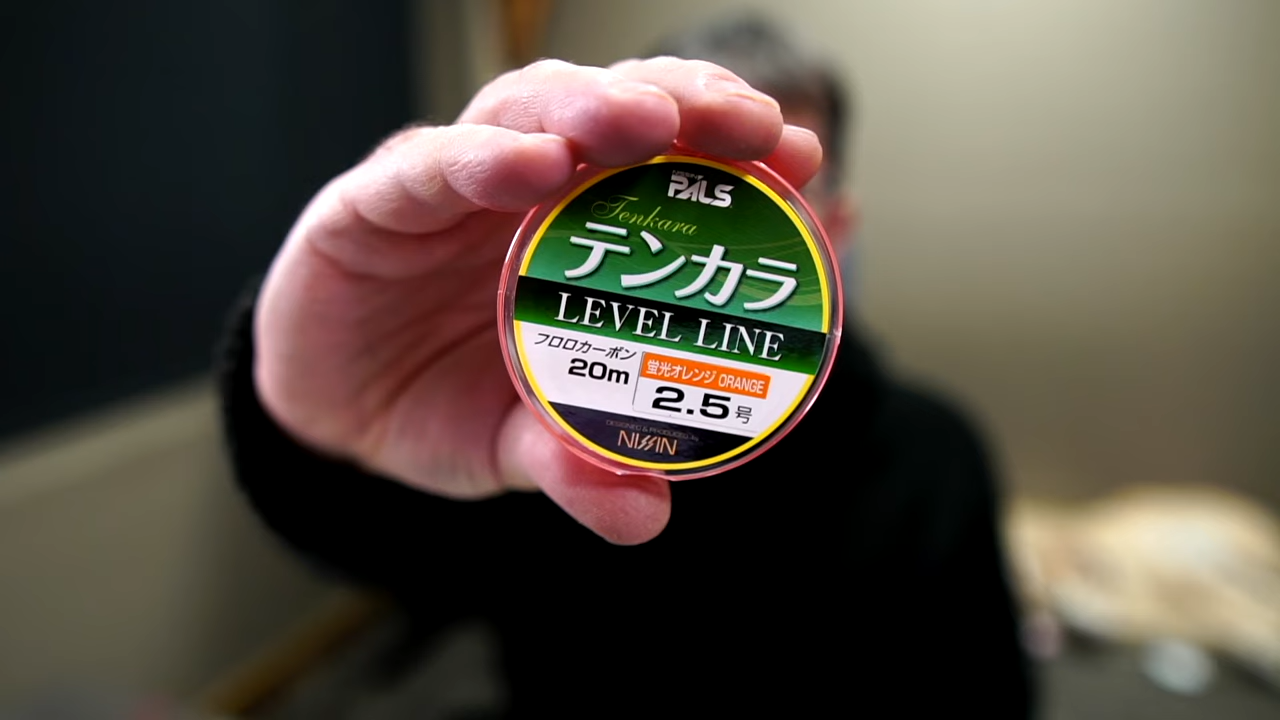 PALS
Tenkara
テンカラ
LEVEL LINE
フロロカーボン
20m
蛍光オレンジ ORANGE
2.5号
DESIGNED & PRODUCED by
NISSIN